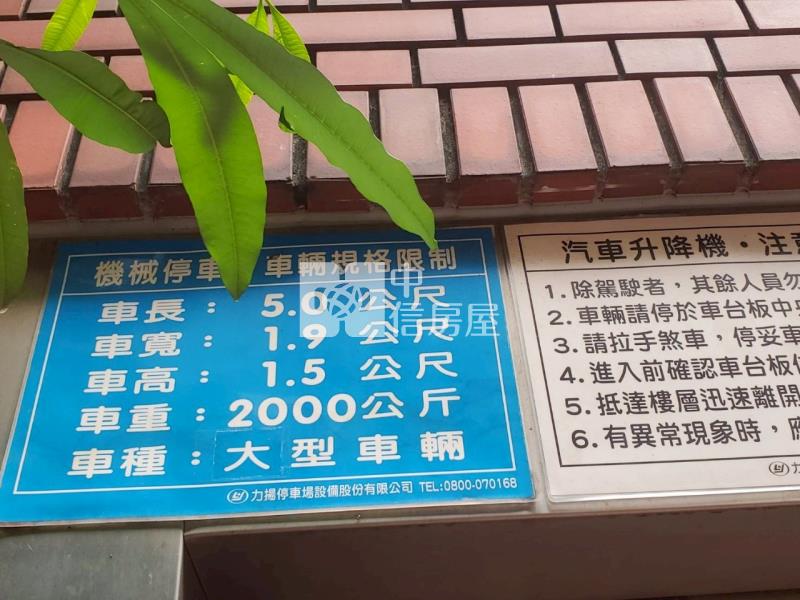 機械停車 車輛規格限制
車長：5.0 公尺
車寬：1.9 公尺
車高：1.5 公尺
車重：2000公斤
車種：大型車輛
力揚停車場設備股份有限公司 TEL:0800-070168
汽車升降機・注意
1. 除駕駛者，其餘人員勿
2. 車輛請停於車台板中央
3. 請拉手煞車，停妥車
4. 進入前確認車台板
5. 抵達樓層迅速離開
6. 有異常現象時，應
力
中信房屋